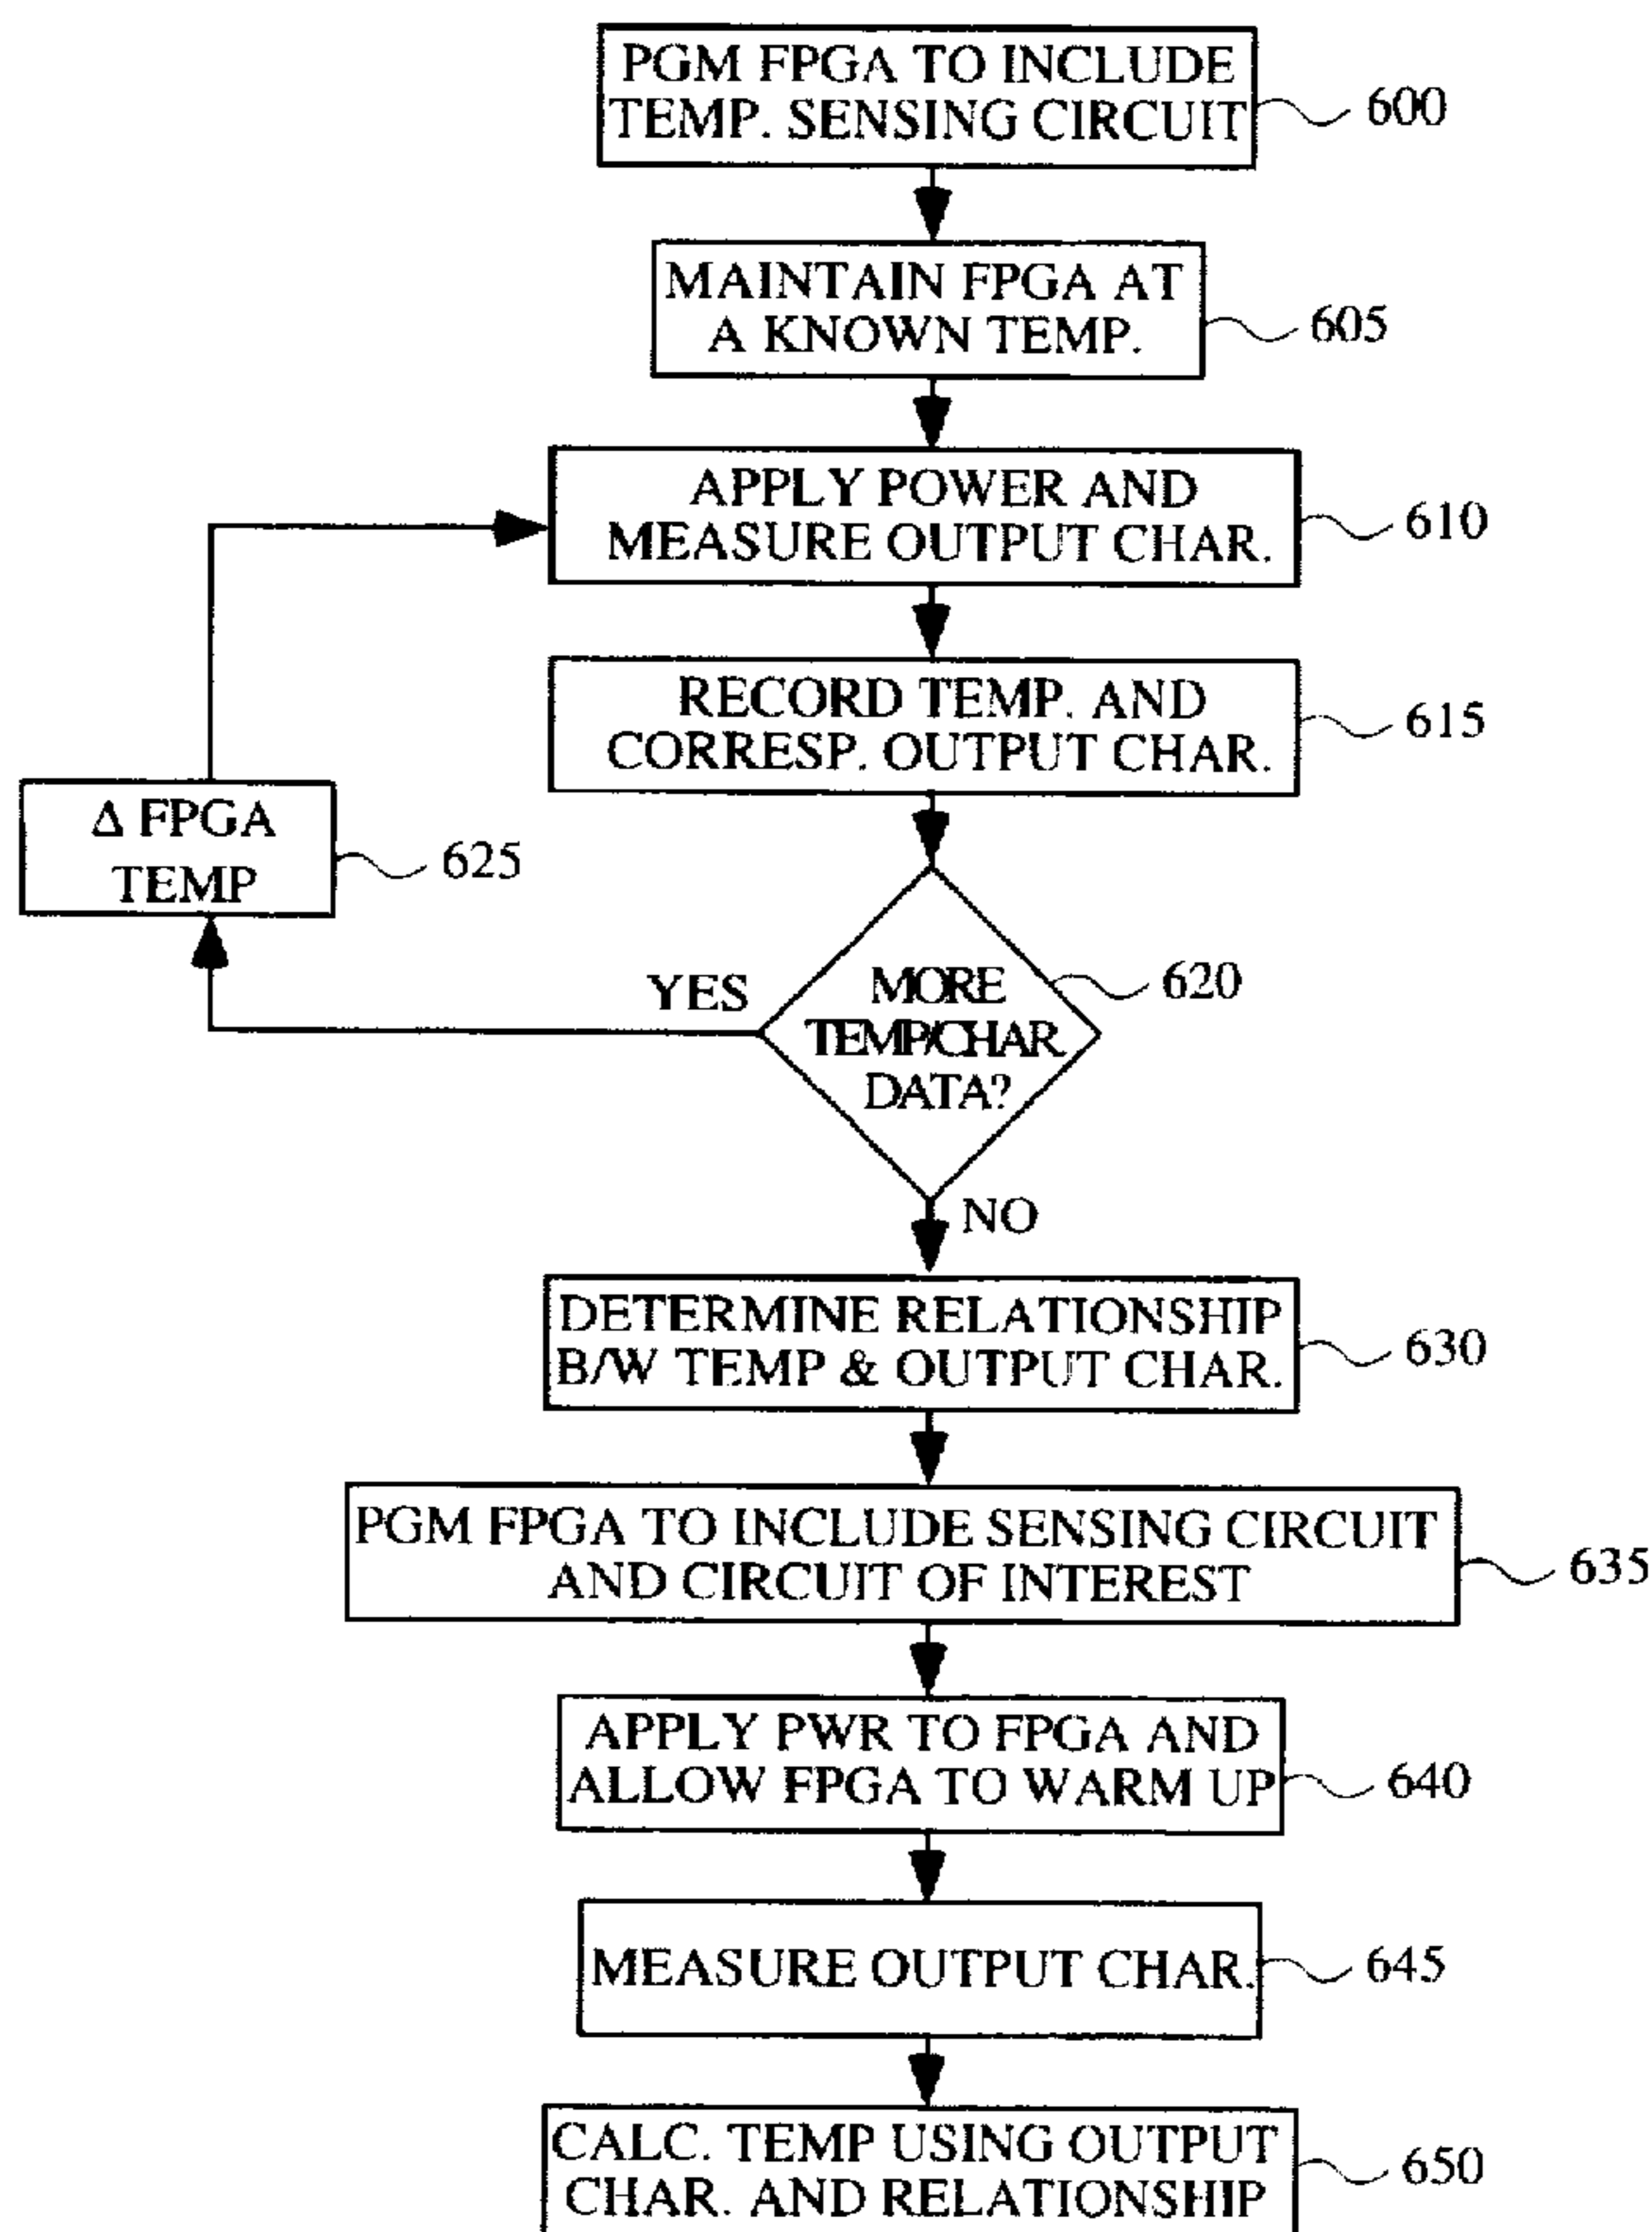 PGM FPGA TO INCLUDE
TEMP. SENSING CIRCUIT
600
MAINTAIN FPGA AT
A KNOWN TEMP.
605
APPLY POWER AND
MEASURE OUTPUT CHAR.
610
RECORD TEMP. AND
CORRESP. OUTPUT CHAR.
615
Δ FPGA
TEMP
625
YES
MORE
TEMP/CHAR.
DATA?
620
NO
DETERMINE RELATIONSHIP
B/W TEMP & OUTPUT CHAR.
630
PGM FPGA TO INCLUDE SENSING CIRCUIT
AND CIRCUIT OF INTEREST
635
APPLY PWR TO FPGA AND
ALLOW FPGA TO WARM UP
640
MEASURE OUTPUT CHAR.
645
CALC. TEMP USING OUTPUT
CHAR. AND RELATIONSHIP
650